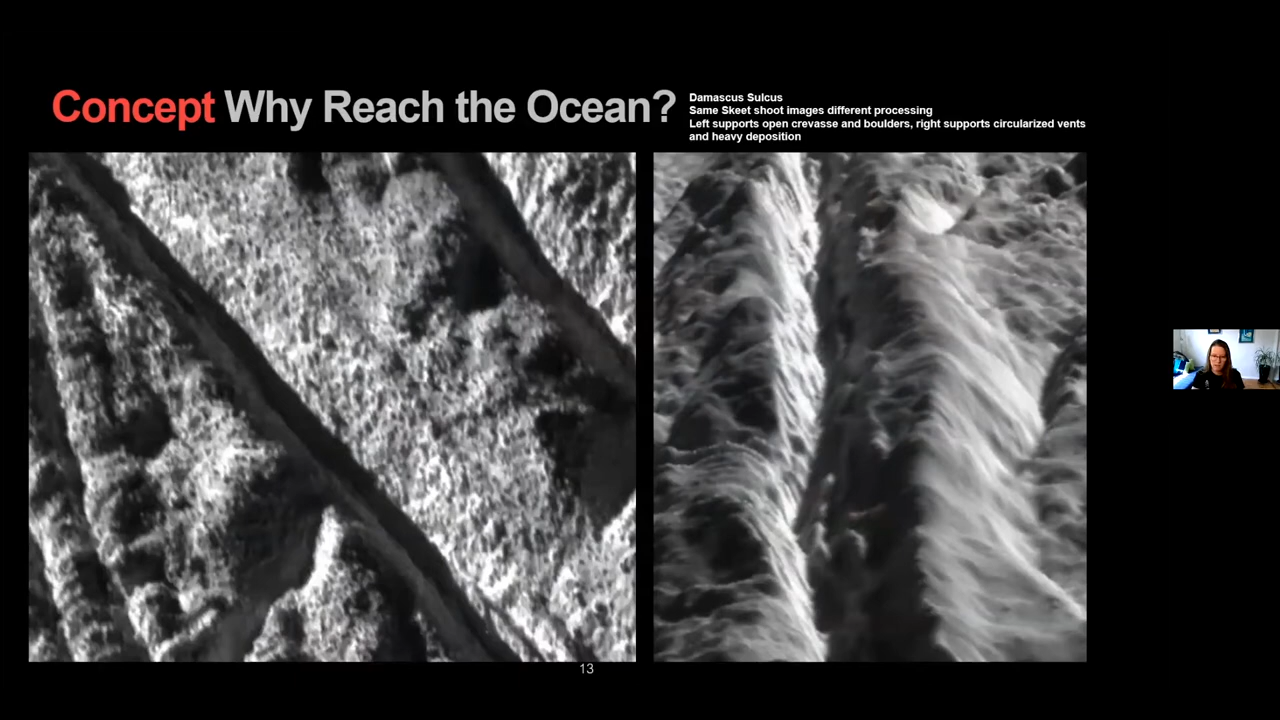 Concept Why Reach the Ocean?
Damascus Sulcus
Same Skeet shoot images different processing
Left supports open crevasse and boulders, right supports circularized vents
and heavy deposition
13